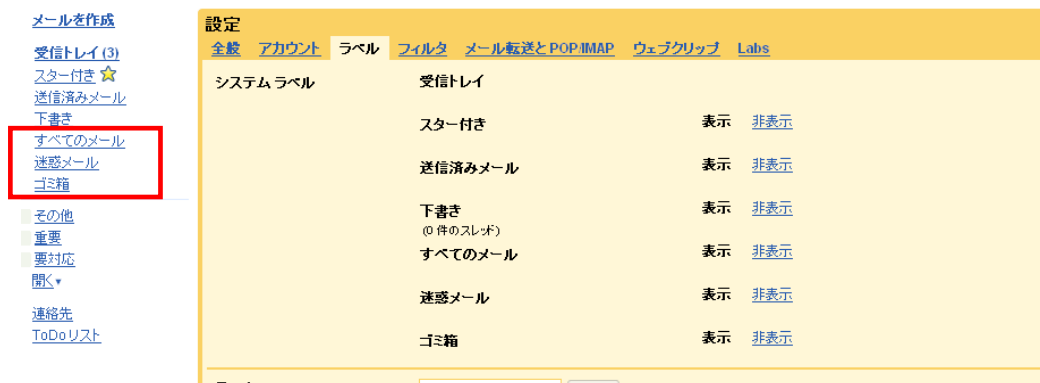 メールを作成
受信トレイ (3)
スター付き
送信済みメール
下書き
すべてのメール
迷惑メール
ゴミ箱
その他
重要
要対応
開く▼
連絡先
ToDoリスト
設定
全般 アカウント ラベル フィルタ メール転送と POP/IMAP ウェブクリップ Labs
システム ラベル 受信トレイ
スター付き 表示 非表示
送信済みメール 表示 非表示
下書き 表示 非表示
(0 件のスレッド)
すべてのメール 表示 非表示
迷惑メール 表示 非表示
ゴミ箱 表示 非表示